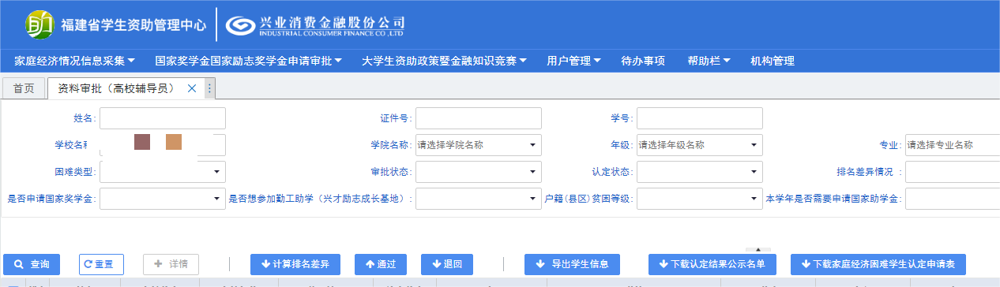 福建省学生资助管理中心 兴业消费金融股份公司
INDUSTRIAL CONSUMER FINANCE CO.,LTD
家庭经济情况信息采集 国家奖学金国家励志奖学金申请审批 大学生资助政策暨金融知识竞赛 用户管理 待办事项 帮助栏 机构管理
首页 资料审批（高校辅导员）
姓名: 证件号: 学号:
学校名称 学院名称: 请选择学院名称 年级: 请选择年级名称 专业: 请选择专业名称
困难类型: 审批状态: 认定状态: 排名差异情况 :
是否申请国家奖学金: 是否想参加勤工助学（兴才励志成长基地）: 户籍(县区)贫困等级: 本学年是否需要申请国家助学金:
查询 重置 详情 计算排名差异 通过 退回 导出学生信息 下载认定结果公示名单 下载家庭经济困难学生认定申请表